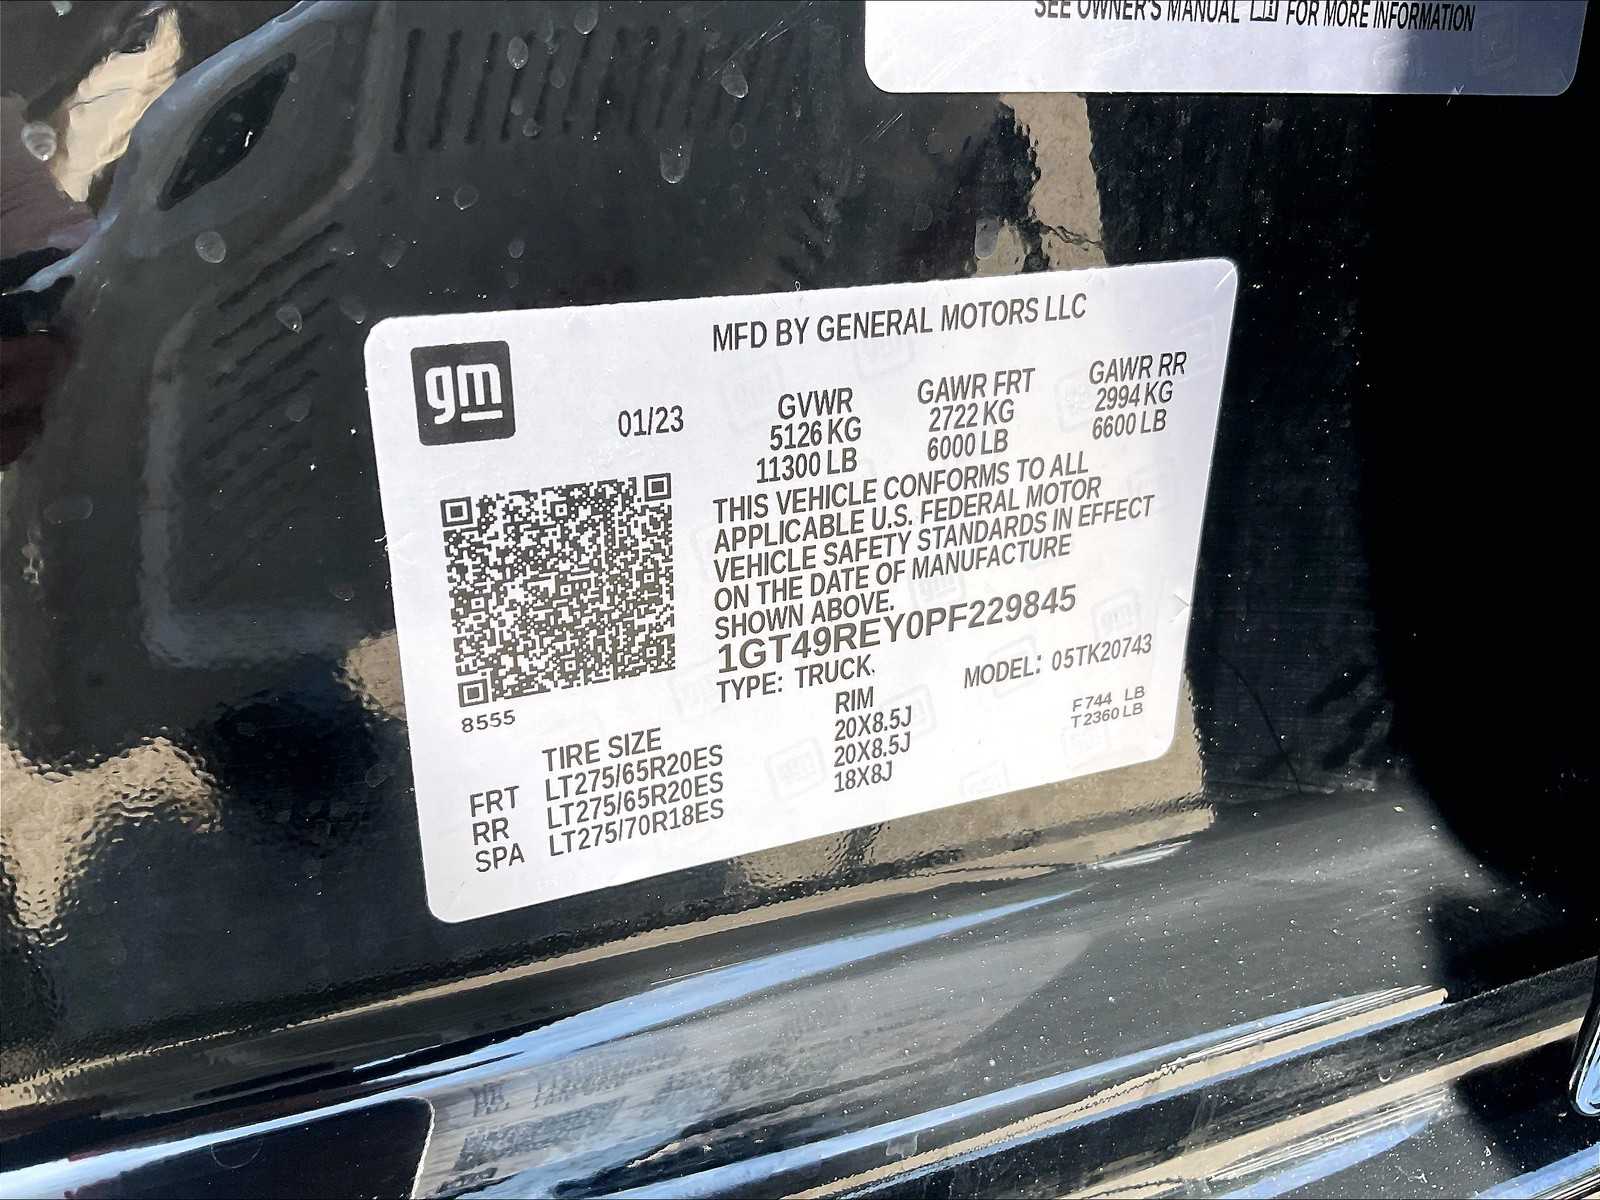 SEE OWNER'S MANUAL FOR MORE INFORMATION
MFD BY GENERAL MOTORS LLC
gm
01/23
GVWR GAWR FRT GAWR RR
5126 KG 2722 KG 2994 KG
11300 LB 6000 LB 6600 LB
THIS VEHICLE CONFORMS TO ALL
APPLICABLE U.S. FEDERAL MOTOR
VEHICLE SAFETY STANDARDS IN EFFECT
ON THE DATE OF MANUFACTURE
SHOWN ABOVE.
1GT49REY0PF229845
TYPE: TRUCK. MODEL: 05TK20743
8555
F 744 LB
T 2360 LB
TIRE SIZE RIM
FRT LT275/65R20ES 20X8.5J
RR LT275/65R20ES 20X8.5J
SPA LT275/70R18ES 18X8J